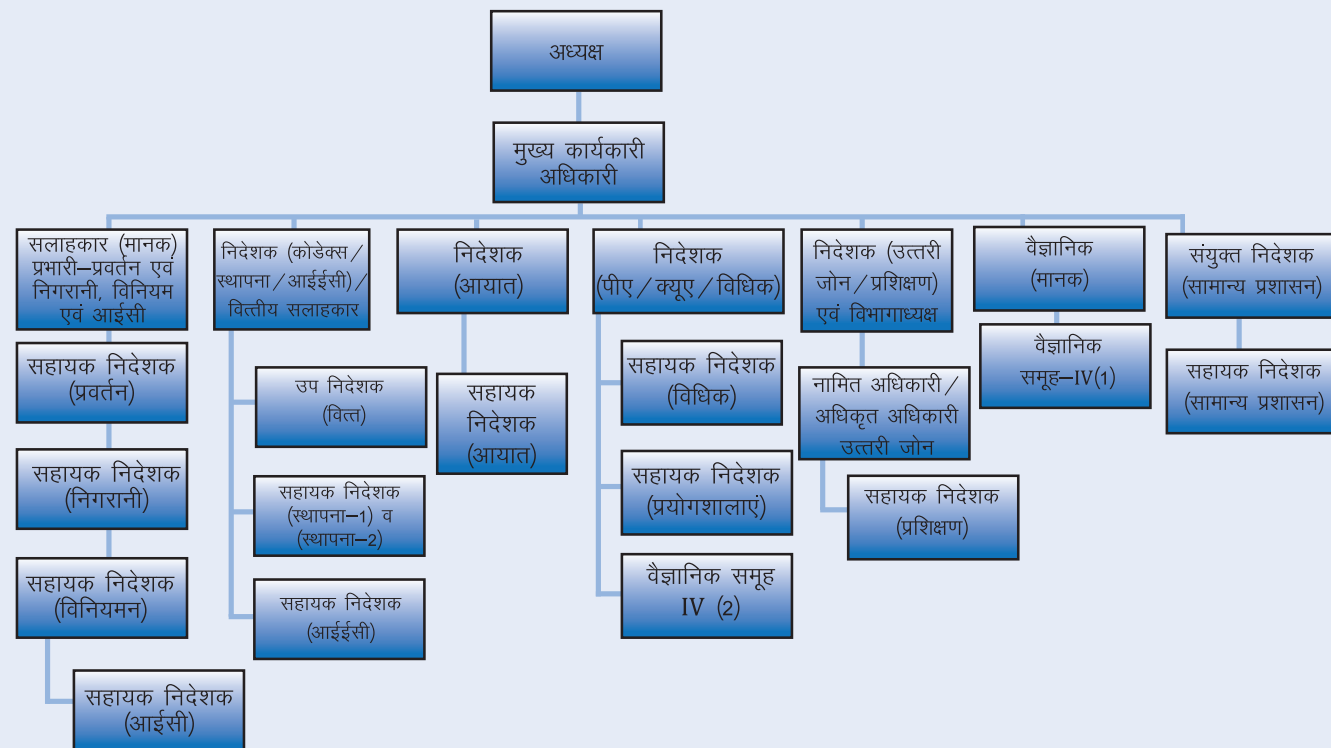 अध्यक्ष
मुख्य कार्यकारी
अधिकारी
सलाहकार (मानक)
प्रभारी–प्रवर्तन एवं
निगरानी, विनियम
एवं आईसी
सहायक निदेशक
(प्रवर्तन)
सहायक निदेशक
(निगरानी)
सहायक निदेशक
(विनियमन)
सहायक निदेशक
(आईसी)
निदेशक (कोडेक्स/
स्थापना/आईईसी)/
वित्तीय सलाहकार
उप निदेशक
(वित्त)
सहायक निदेशक
(स्थापना–1) व
(स्थापना–2)
सहायक निदेशक
(आईईसी)
निदेशक
(आयात)
सहायक
निदेशक
(आयात)
निदेशक
(पीए/क्यूए/विधिक)
सहायक निदेशक
(विधिक)
सहायक निदेशक
(प्रयोगशालाएं)
वैज्ञानिक समूह
IV (2)
निदेशक (उत्तरी
जोन/प्रशिक्षण)
एवं विभागाध्यक्ष
नामित अधिकारी/
अधिकृत अधिकारी
उत्तरी जोन
सहायक निदेशक
(प्रशिक्षण)
वैज्ञानिक
(मानक)
वैज्ञानिक
समूह–IV(1)
संयुक्त निदेशक
(सामान्य प्रशासन)
सहायक निदेशक
(सामान्य प्रशासन)